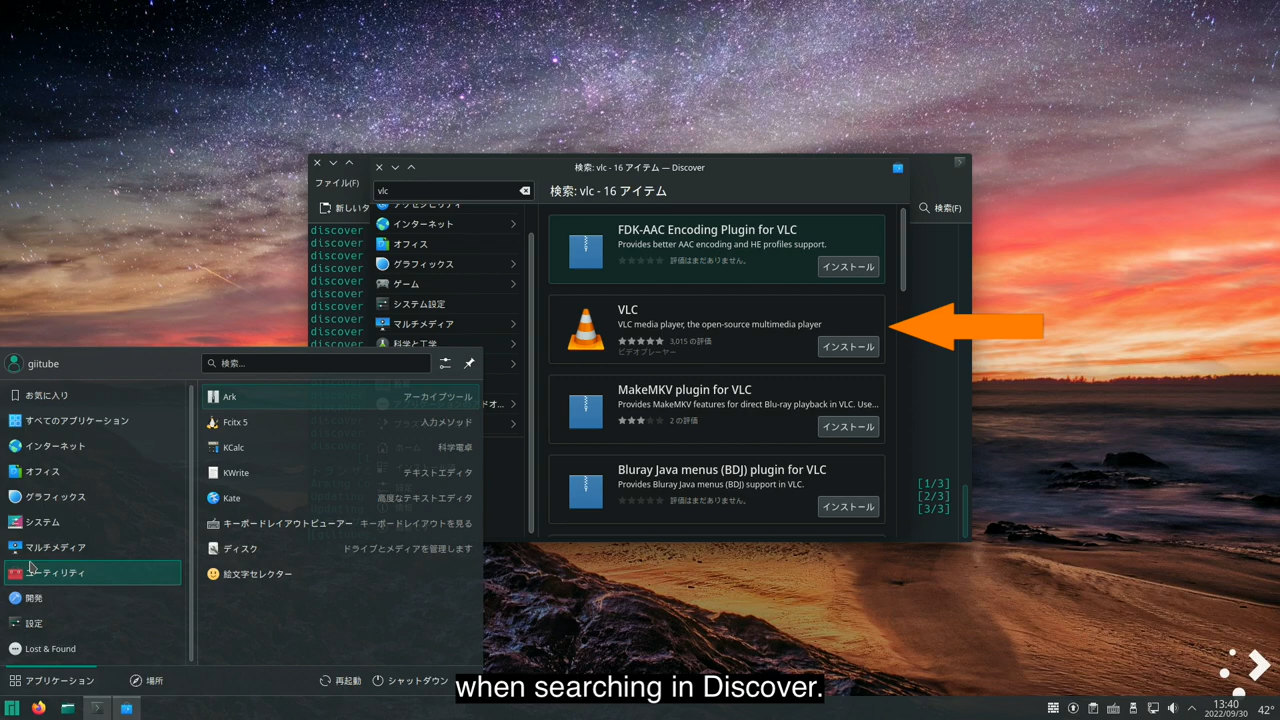 検索: vlc - 16 アイテム — Discover
ファイル(F)
vlc
検索: vlc - 16 アイテム
新しいタ
検索(F)
discover
discover
discover
discover
discover
discover
discover
discover
discover
インターネット
オフィス
グラフィックス
ゲーム
システム設定
マルチメディア
科学と工学
FDK-AAC Encoding Plugin for VLC
Provides better AAC encoding and HE profiles support.
評価はまだありません。
インストール
VLC
VLC media player, the open-source multimedia player
3,015 の評価
ビデオプレーヤー
インストール
MakeMKV plugin for VLC
Provides MakeMKV features for direct Blu-ray playback in VLC. Use...
2 の評価
インストール
Bluray Java menus (BDJ) plugin for VLC
Provides Bluray Java menus (BDJ) support in VLC.
評価はまだありません。
インストール
[1/3]
[2/3]
[3/3]
giitube
検索...
お気に入り
すべてのアプリケーション
インターネット
オフィス
グラフィックス
システム
マルチメディア
ユーティリティ
開発
設定
Lost & Found
Ark アーカイブツール
Fcitx 5 入力メソッド
KCalc 科学電卓
KWrite テキストエディタ
Kate 高度なテキストエディタ
キーボードレイアウトビューアー キーボードレイアウトを見る
ディスク ドライブとメディアを管理します
絵文字セレクター
アプリケーション
場所
再起動
シャットダウン
when searching in Discover.
13:40
2022/09/30
42°